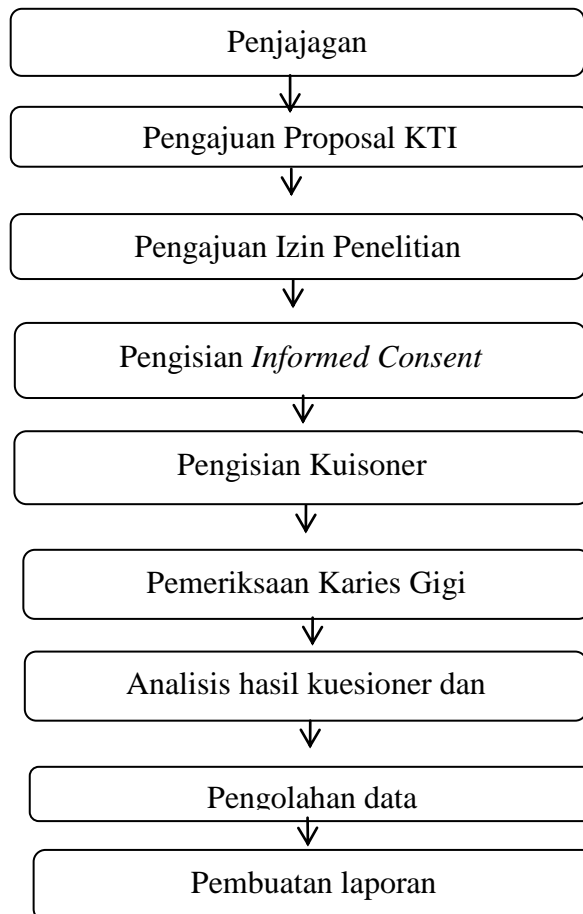 Penjajagan
Pengajuan Proposal KTI
Pengajuan Izin Penelitian
Pengisian Informed Consent
Pengisian Kuisoner
Pemeriksaan Karies Gigi
Analisis hasil kuesioner dan
Pengolahan data
Pembuatan laporan